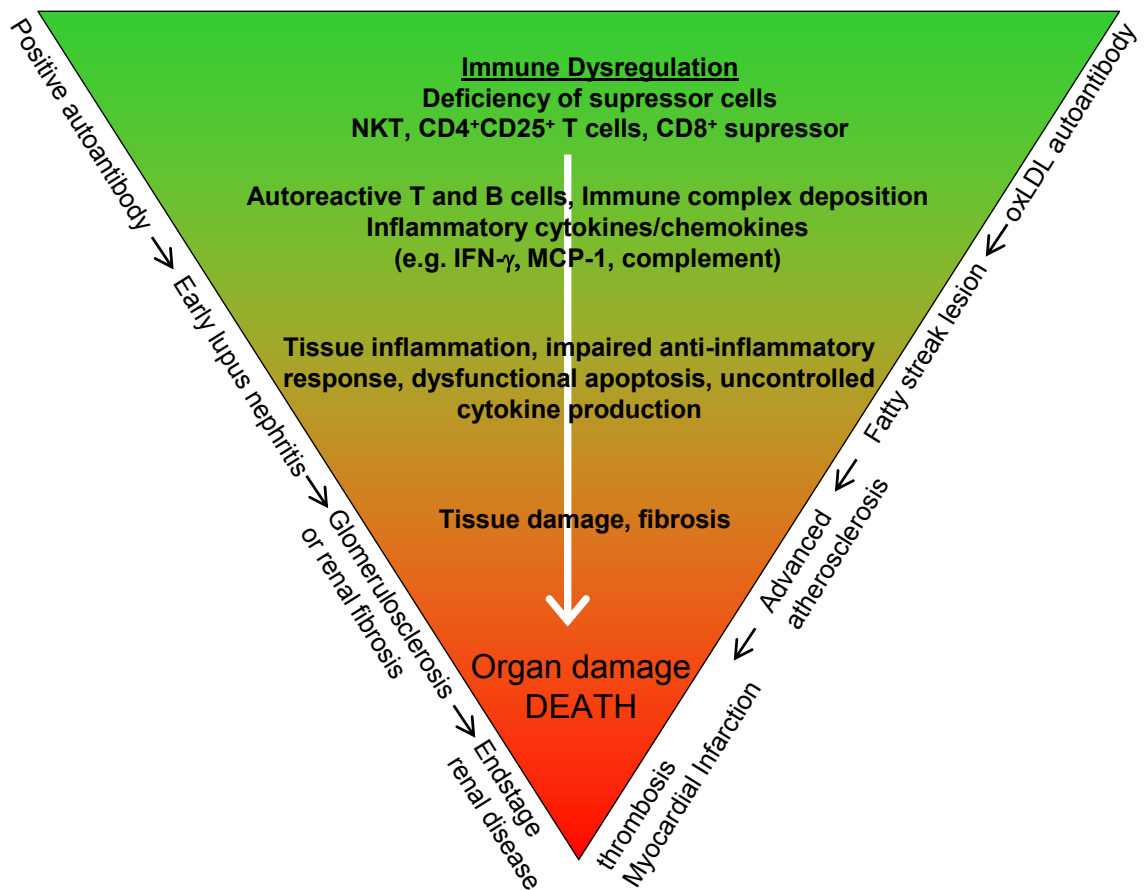 Immune Dysregulation
Deficiency of supressor cells
NKT, CD4⁺CD25⁺ T cells, CD8⁺ supressor
Autoreactive T and B cells, Immune complex deposition
Inflammatory cytokines/chemokines
(e.g. IFN-γ, MCP-1, complement)
Tissue inflammation, impaired anti-inflammatory
response, dysfunctional apoptosis, uncontrolled
cytokine production
Tissue damage, fibrosis
Organ damage
DEATH
Positive autoantibody → Early lupus nephritis → Glomerulosclerosis → Endstage
or renal fibrosis
renal disease
oxLDL autoantibody
Fatty streak lesion
Advanced
atherosclerosis
thrombosis
Myocardial Infarction